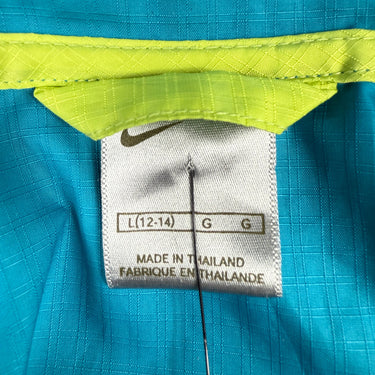 L(12-14) G G
MADE IN THAILAND
FABRIQUE EN THAILANDE